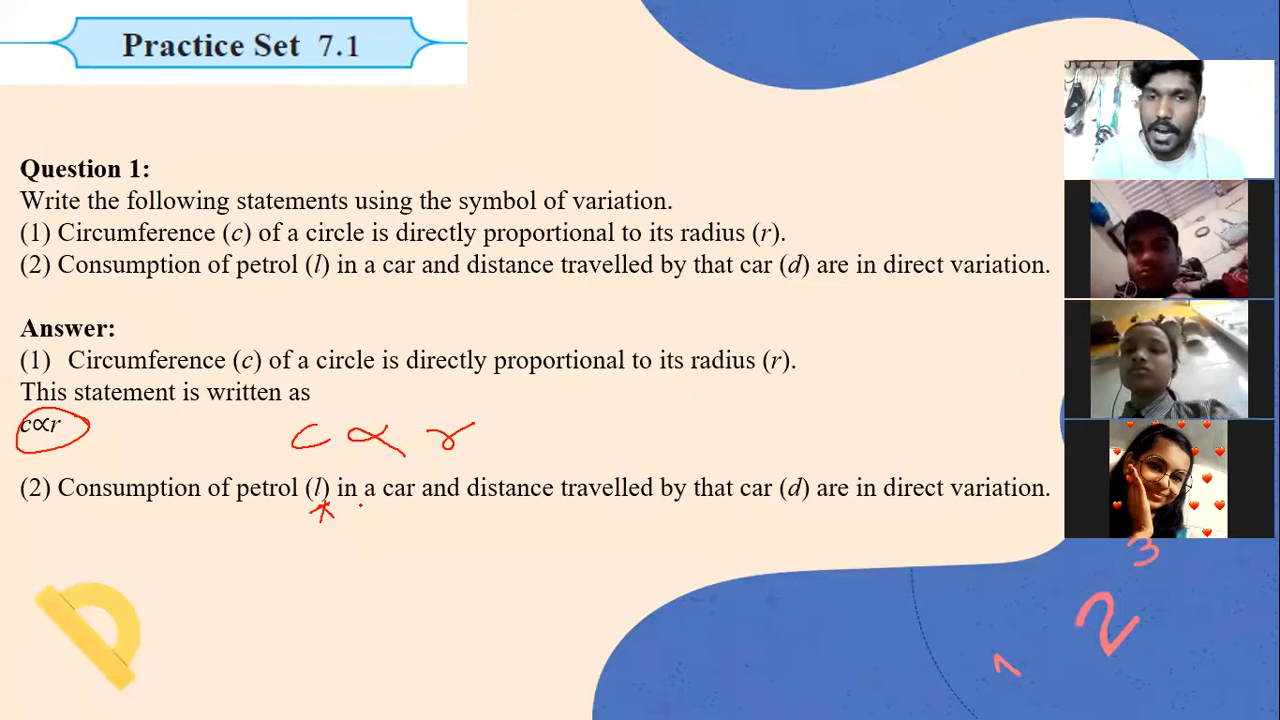 Practice Set 7.1
Question 1:
Write the following statements using the symbol of variation.
(1) Circumference (c) of a circle is directly proportional to its radius (r).
(2) Consumption of petrol (l) in a car and distance travelled by that car (d) are in direct variation.
Answer:
(1) Circumference (c) of a circle is directly proportional to its radius (r).
This statement is written as
c∝r
c ∝ r
(2) Consumption of petrol (l) in a car and distance travelled by that car (d) are in direct variation.
3
2
1